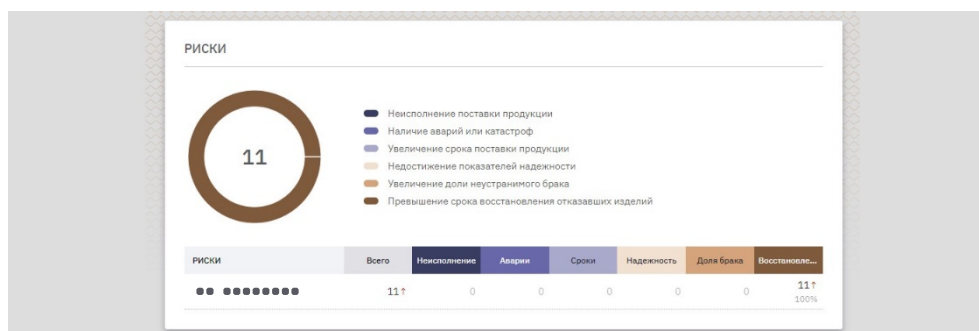 РИСКИ
11
Неисполнение поставки продукции
Наличие аварий или катастроф
Увеличение срока поставки продукции
Недостижение показателей надежности
Увеличение доли неустранимого брака
Превышение срока восстановления отказавших изделий
РИСКИ Всего Неисполнение Аварии Сроки Надежность Доля брака Восстановле...
11↑ 0 0 0 0 0 11↑
100%